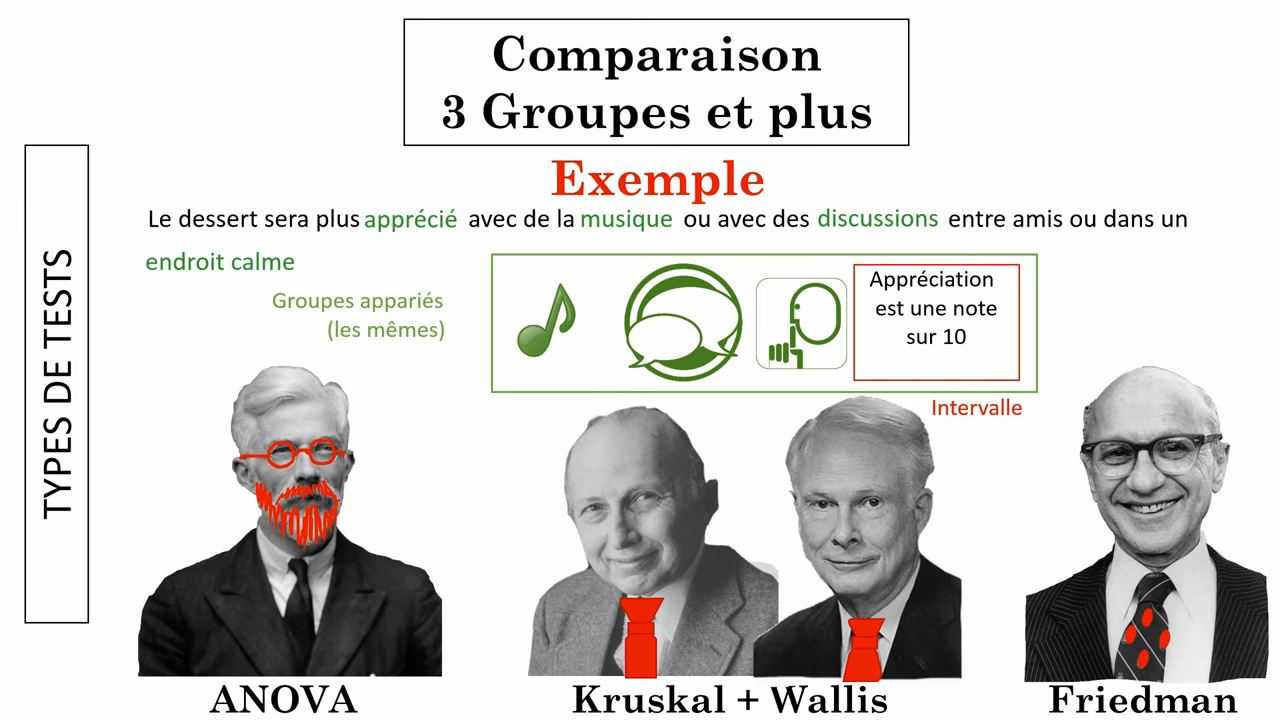 Comparaison
3 Groupes et plus
Exemple
Le dessert sera plus apprécié avec de la musique ou avec des discussions entre amis ou dans un
endroit calme
Groupes appariés
(les mêmes)
Appréciation
est une note
sur 10
Intervalle
TYPES DE TESTS
ANOVA
Kruskal + Wallis
Friedman